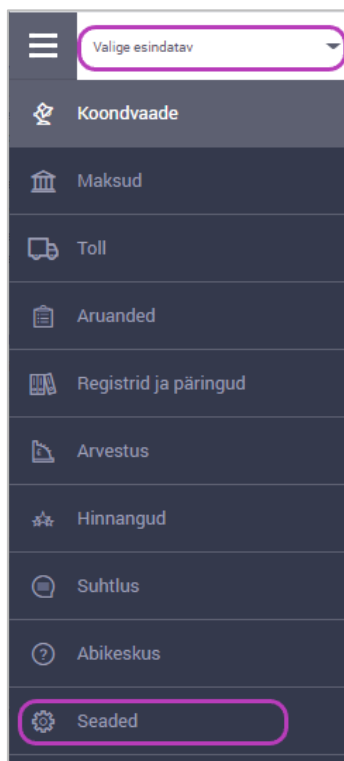 Valige esindatav
Koondvaade
Maksud
Toll
Aruanded
Registrid ja päringud
Arvestus
Hinnangud
Suhtlus
Abikeskus
Seaded